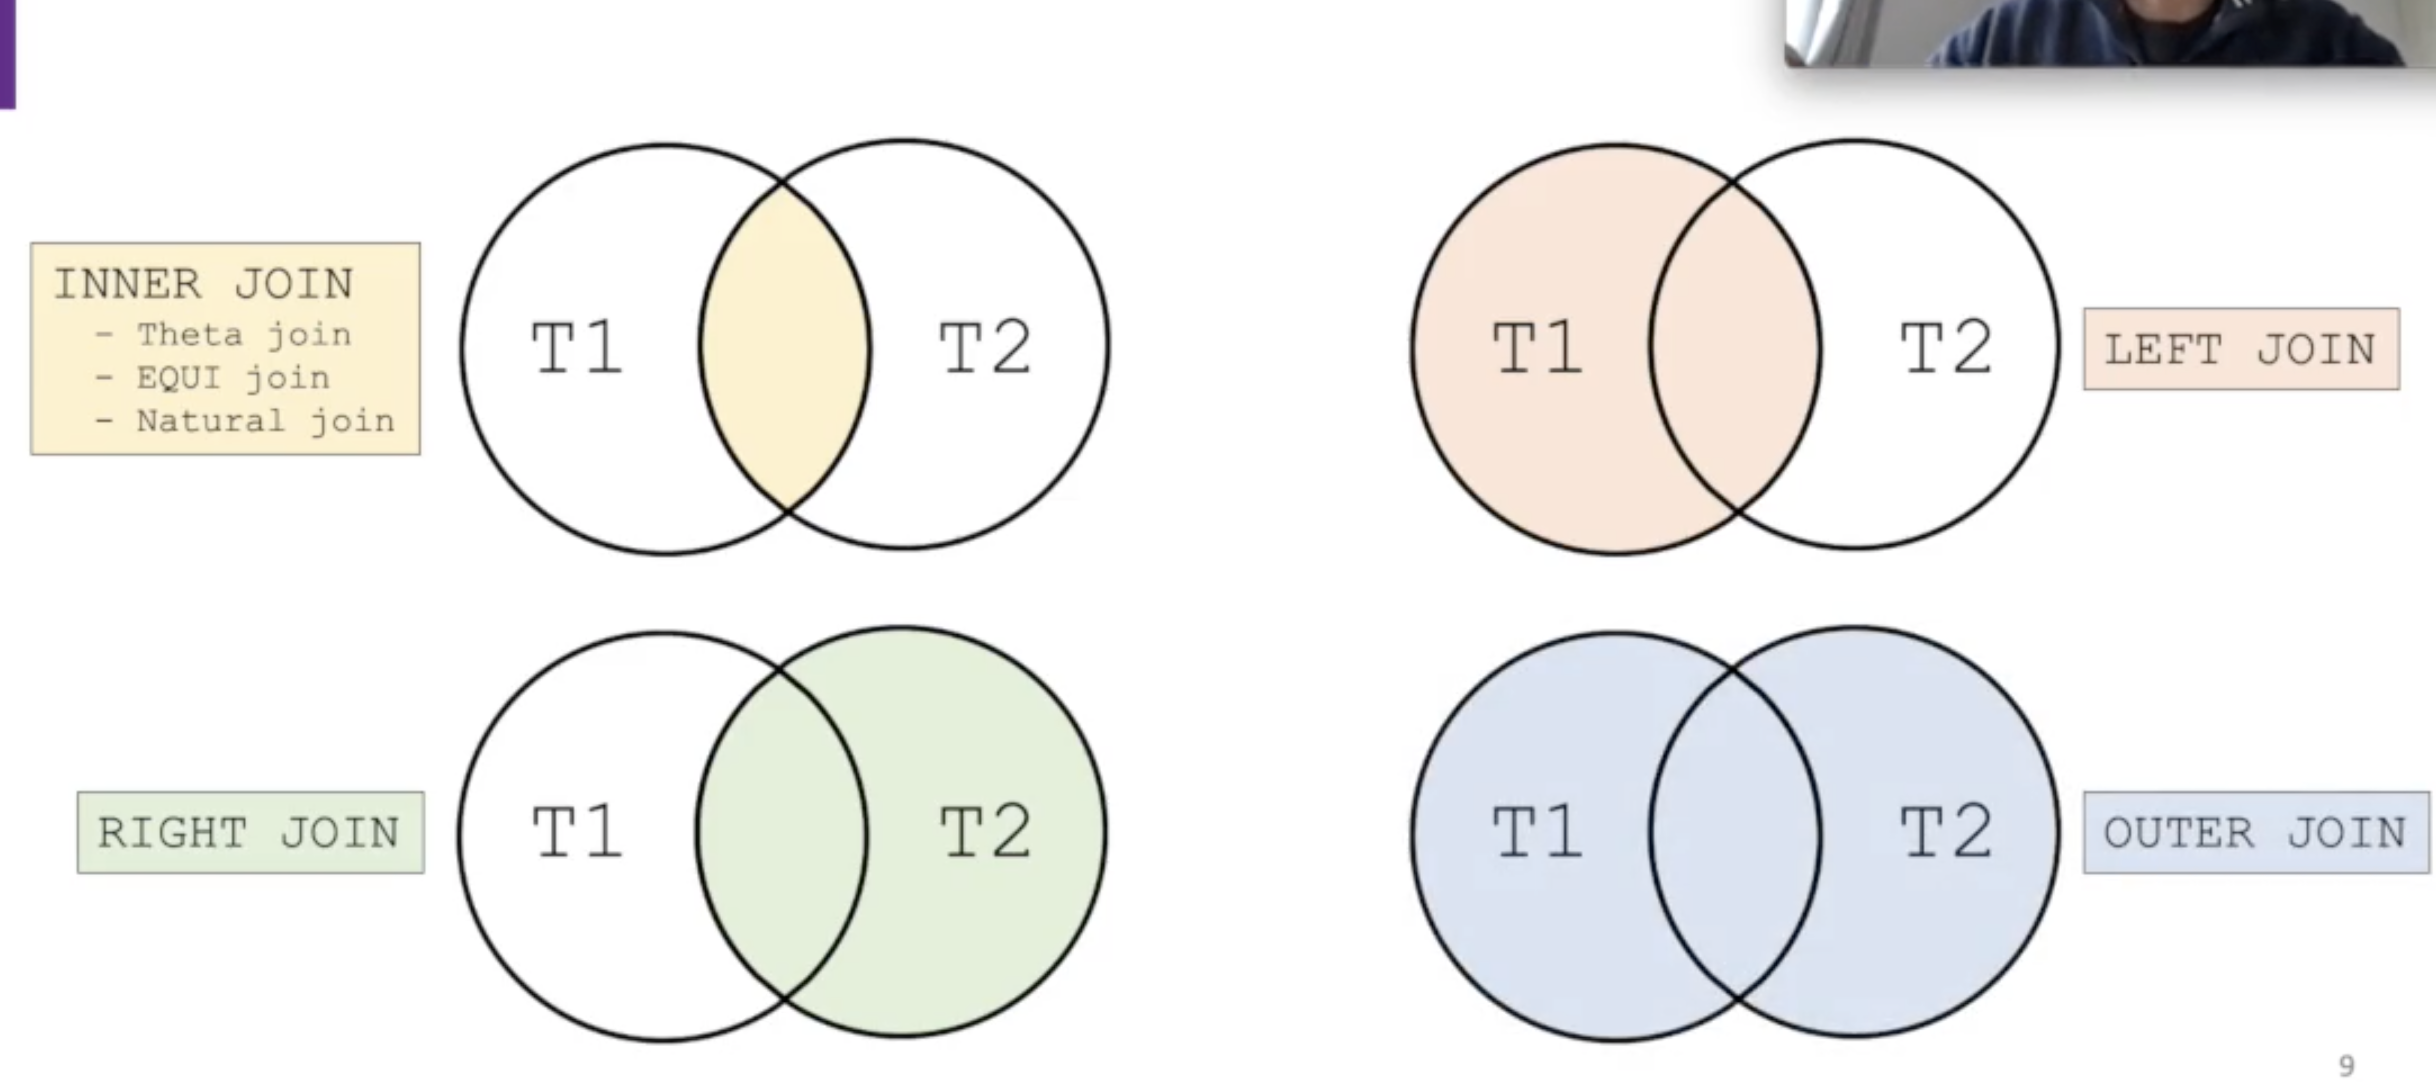 INNER JOIN
- Theta join
- EQUI join
- Natural join
T1
T2
T1
T2
LEFT JOIN
RIGHT JOIN
T1
T2
T1
T2
OUTER JOIN
9